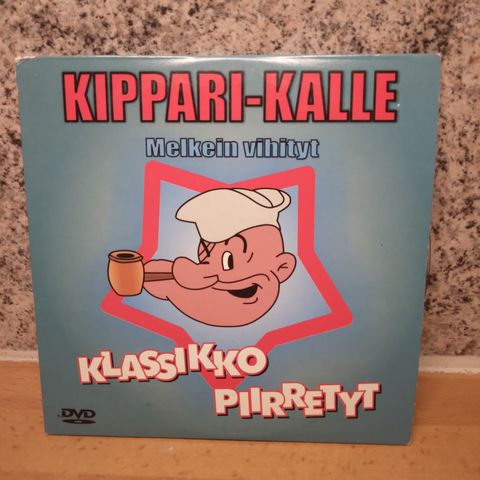 KIPPARI-KALLE
Melkein vihityt
KLASSIKKO
PIIRRETYT
DVD